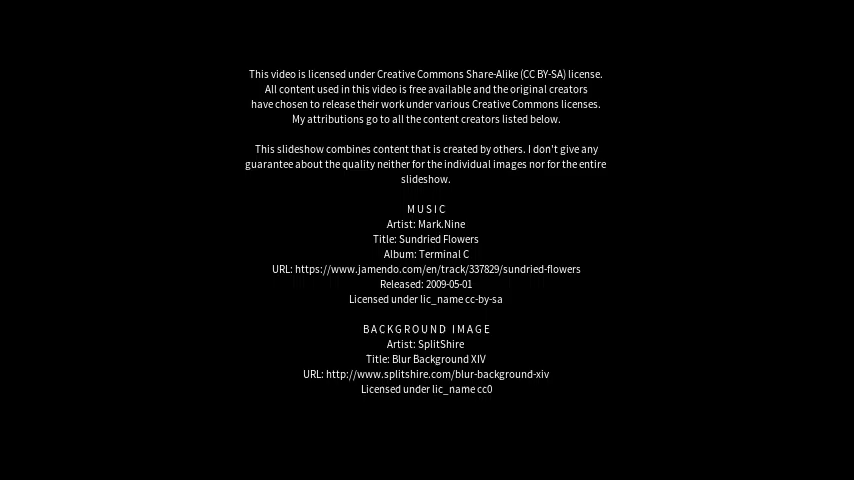 This video is licensed under Creative Commons Share-Alike (CC BY-SA) license.
All content used in this video is free available and the original creators
have chosen to release their work under various Creative Commons licenses.
My attributions go to all the content creators listed below.
This slideshow combines content that is created by others. I don't give any
guarantee about the quality neither for the individual images nor for the entire
slideshow.
MUSIC
Artist: Mark.Nine
Title: Sundried Flowers
Album: Terminal C
URL: https://www.jamendo.com/en/track/337829/sundried-flowers
Released: 2009-05-01
Licensed under lic_name cc-by-sa
BACKGROUND IMAGE
Artist: SplitShire
Title: Blur Background XIV
URL: http://www.splitshire.com/blur-background-xiv
Licensed under lic_name cc0